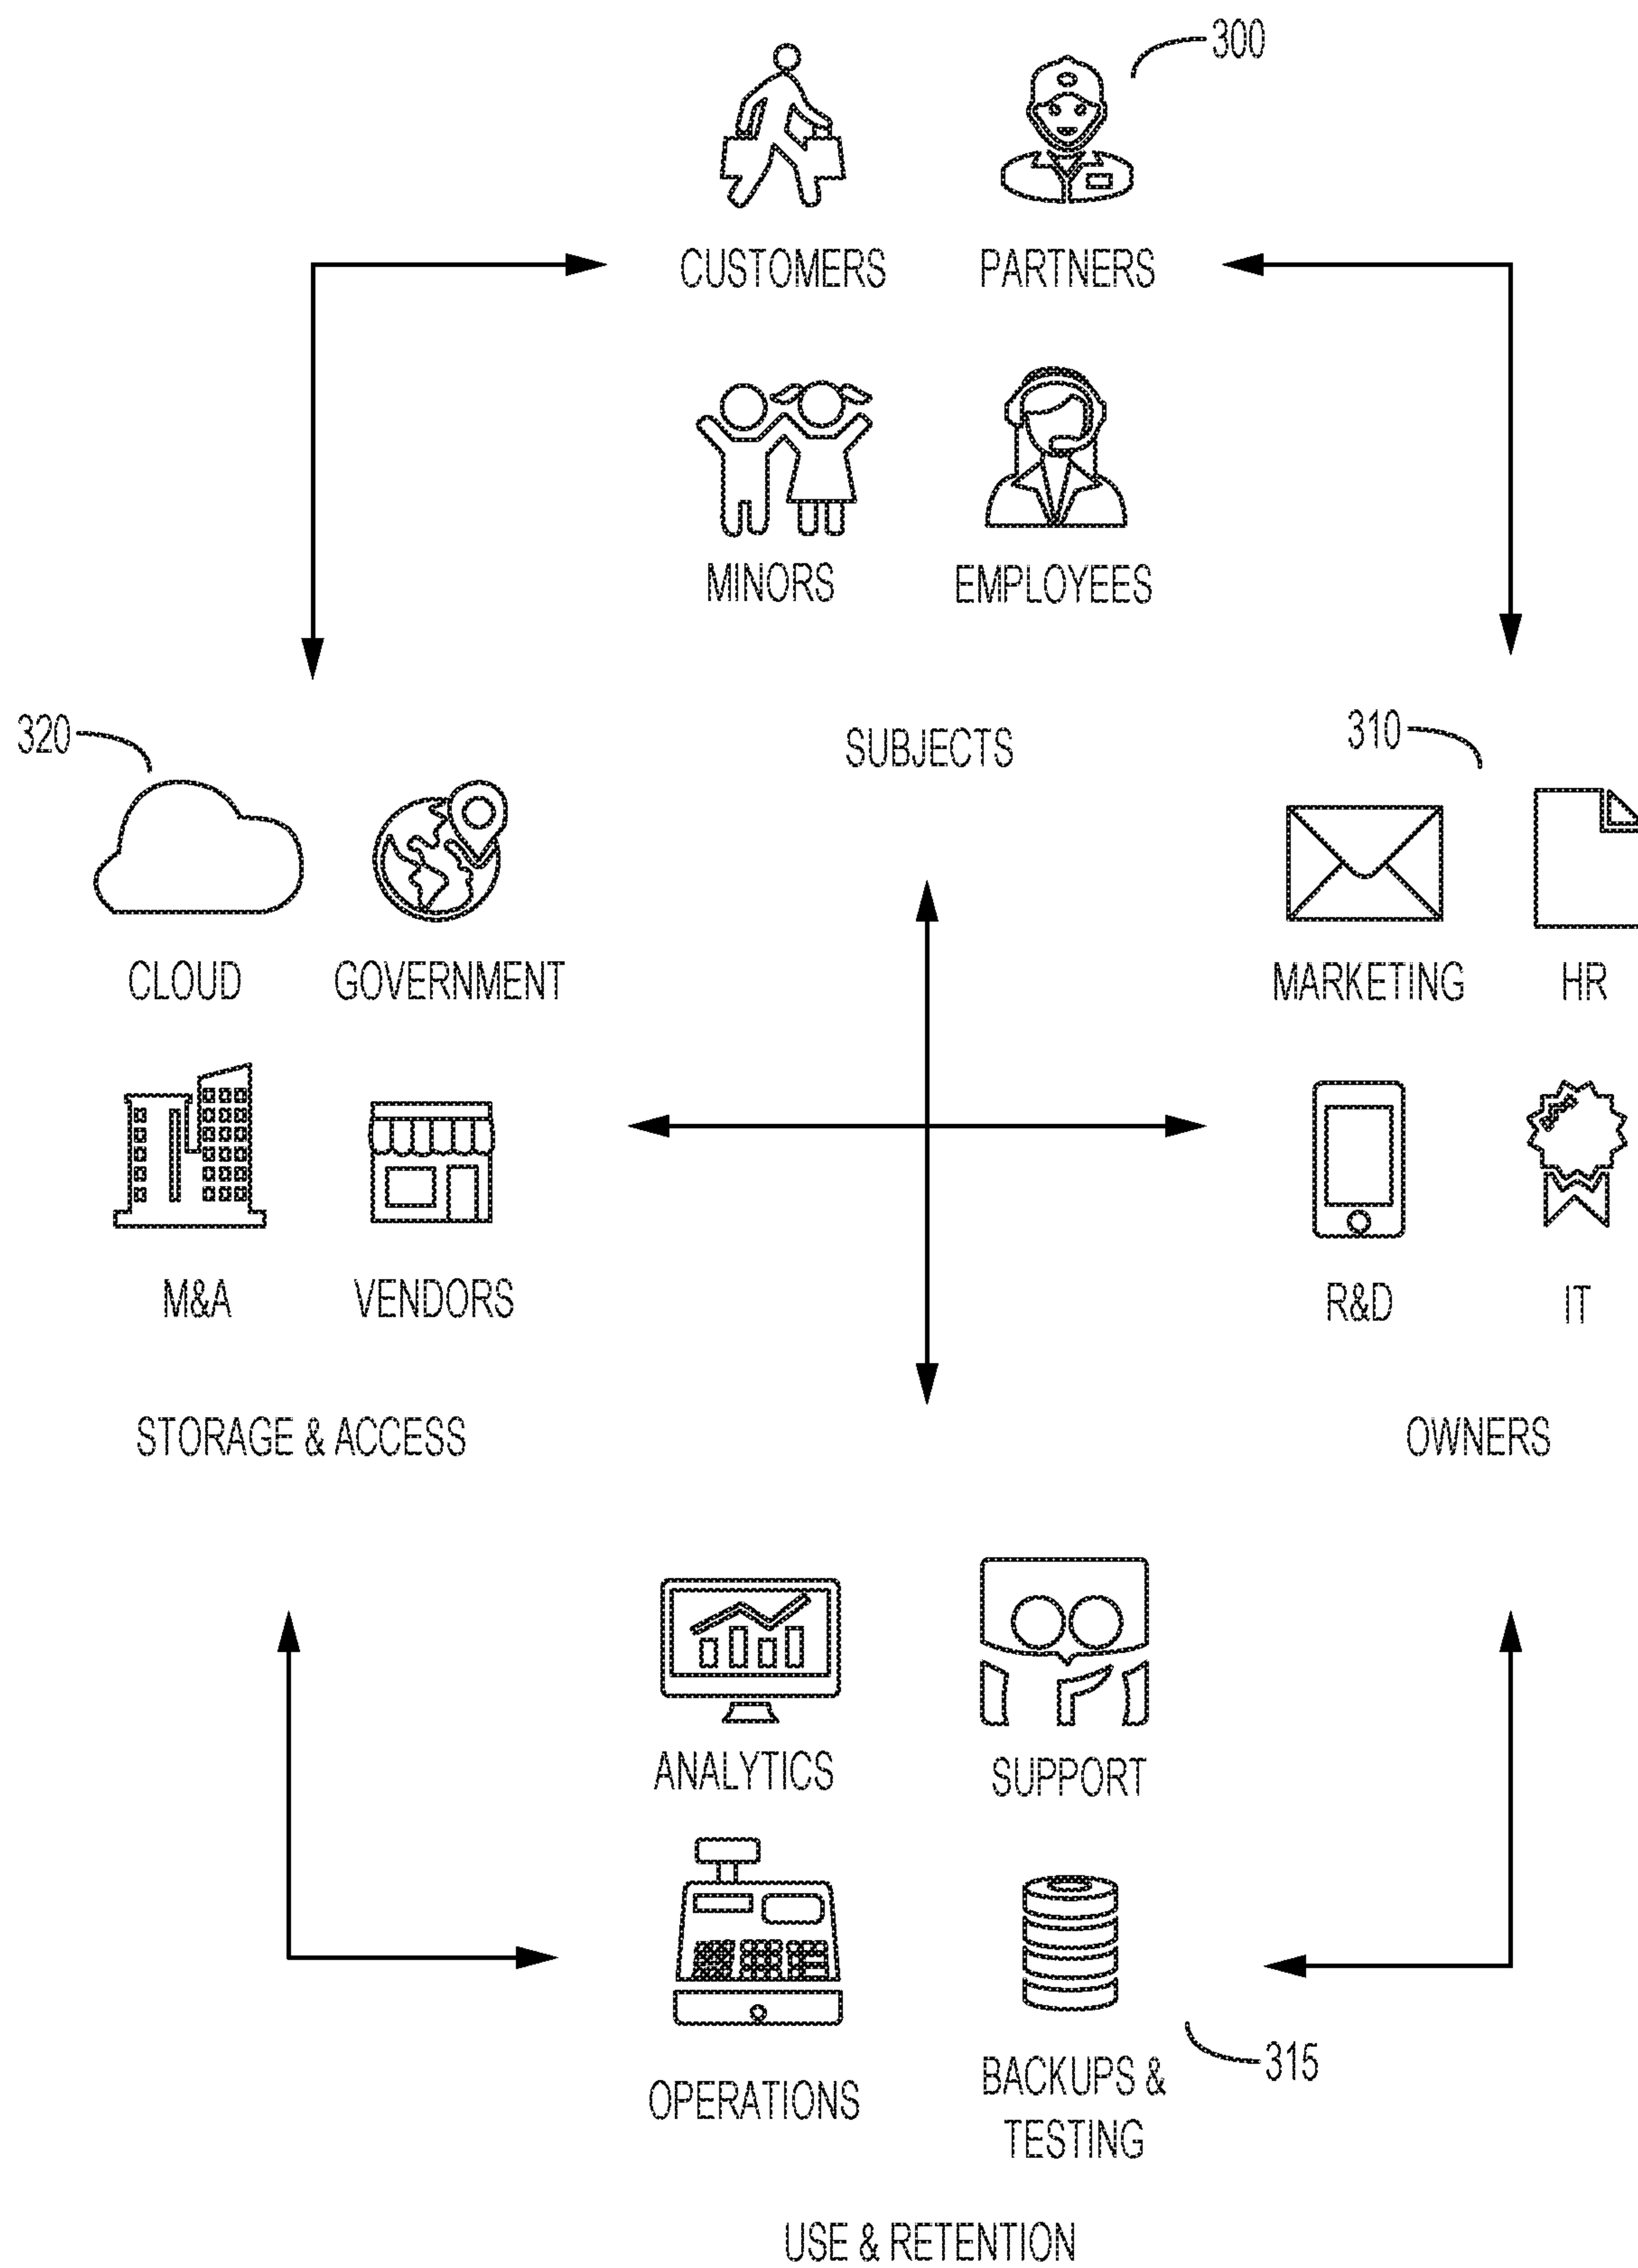 300
CUSTOMERS
PARTNERS
MINORS
EMPLOYEES
SUBJECTS
320
CLOUD
GOVERNMENT
M&A
VENDORS
STORAGE & ACCESS
310
MARKETING
HR
R&D
IT
OWNERS
ANALYTICS
SUPPORT
OPERATIONS
BACKUPS &
TESTING
315
USE & RETENTION